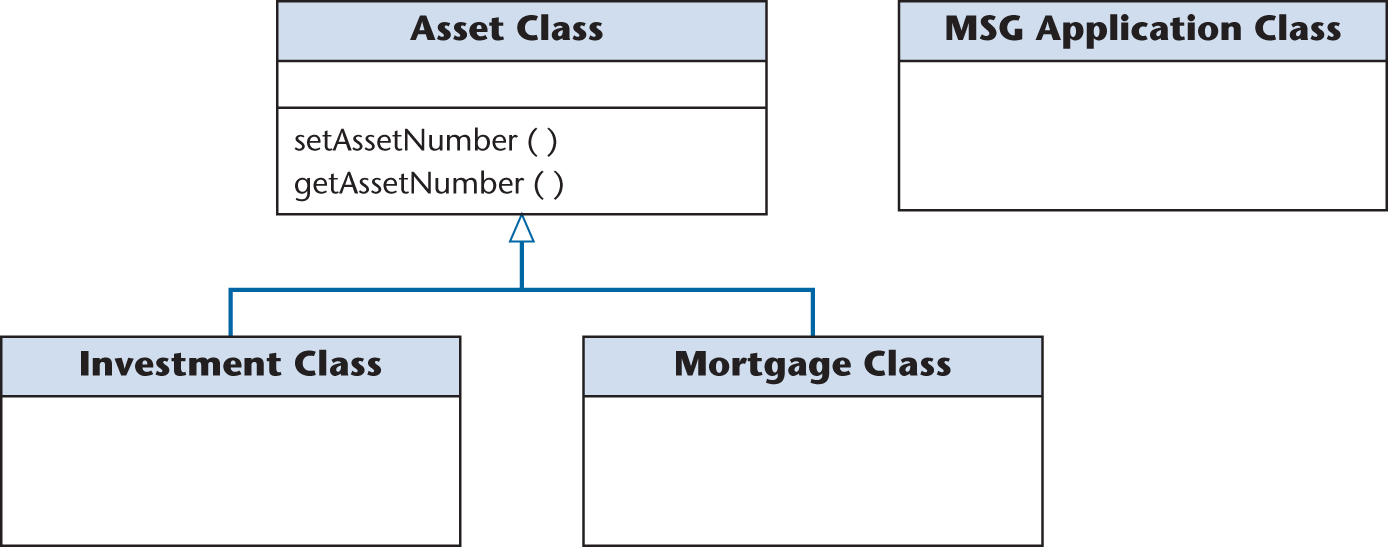 Asset Class
MSG Application Class
setAssetNumber ( )
getAssetNumber ( )
Investment Class
Mortgage Class